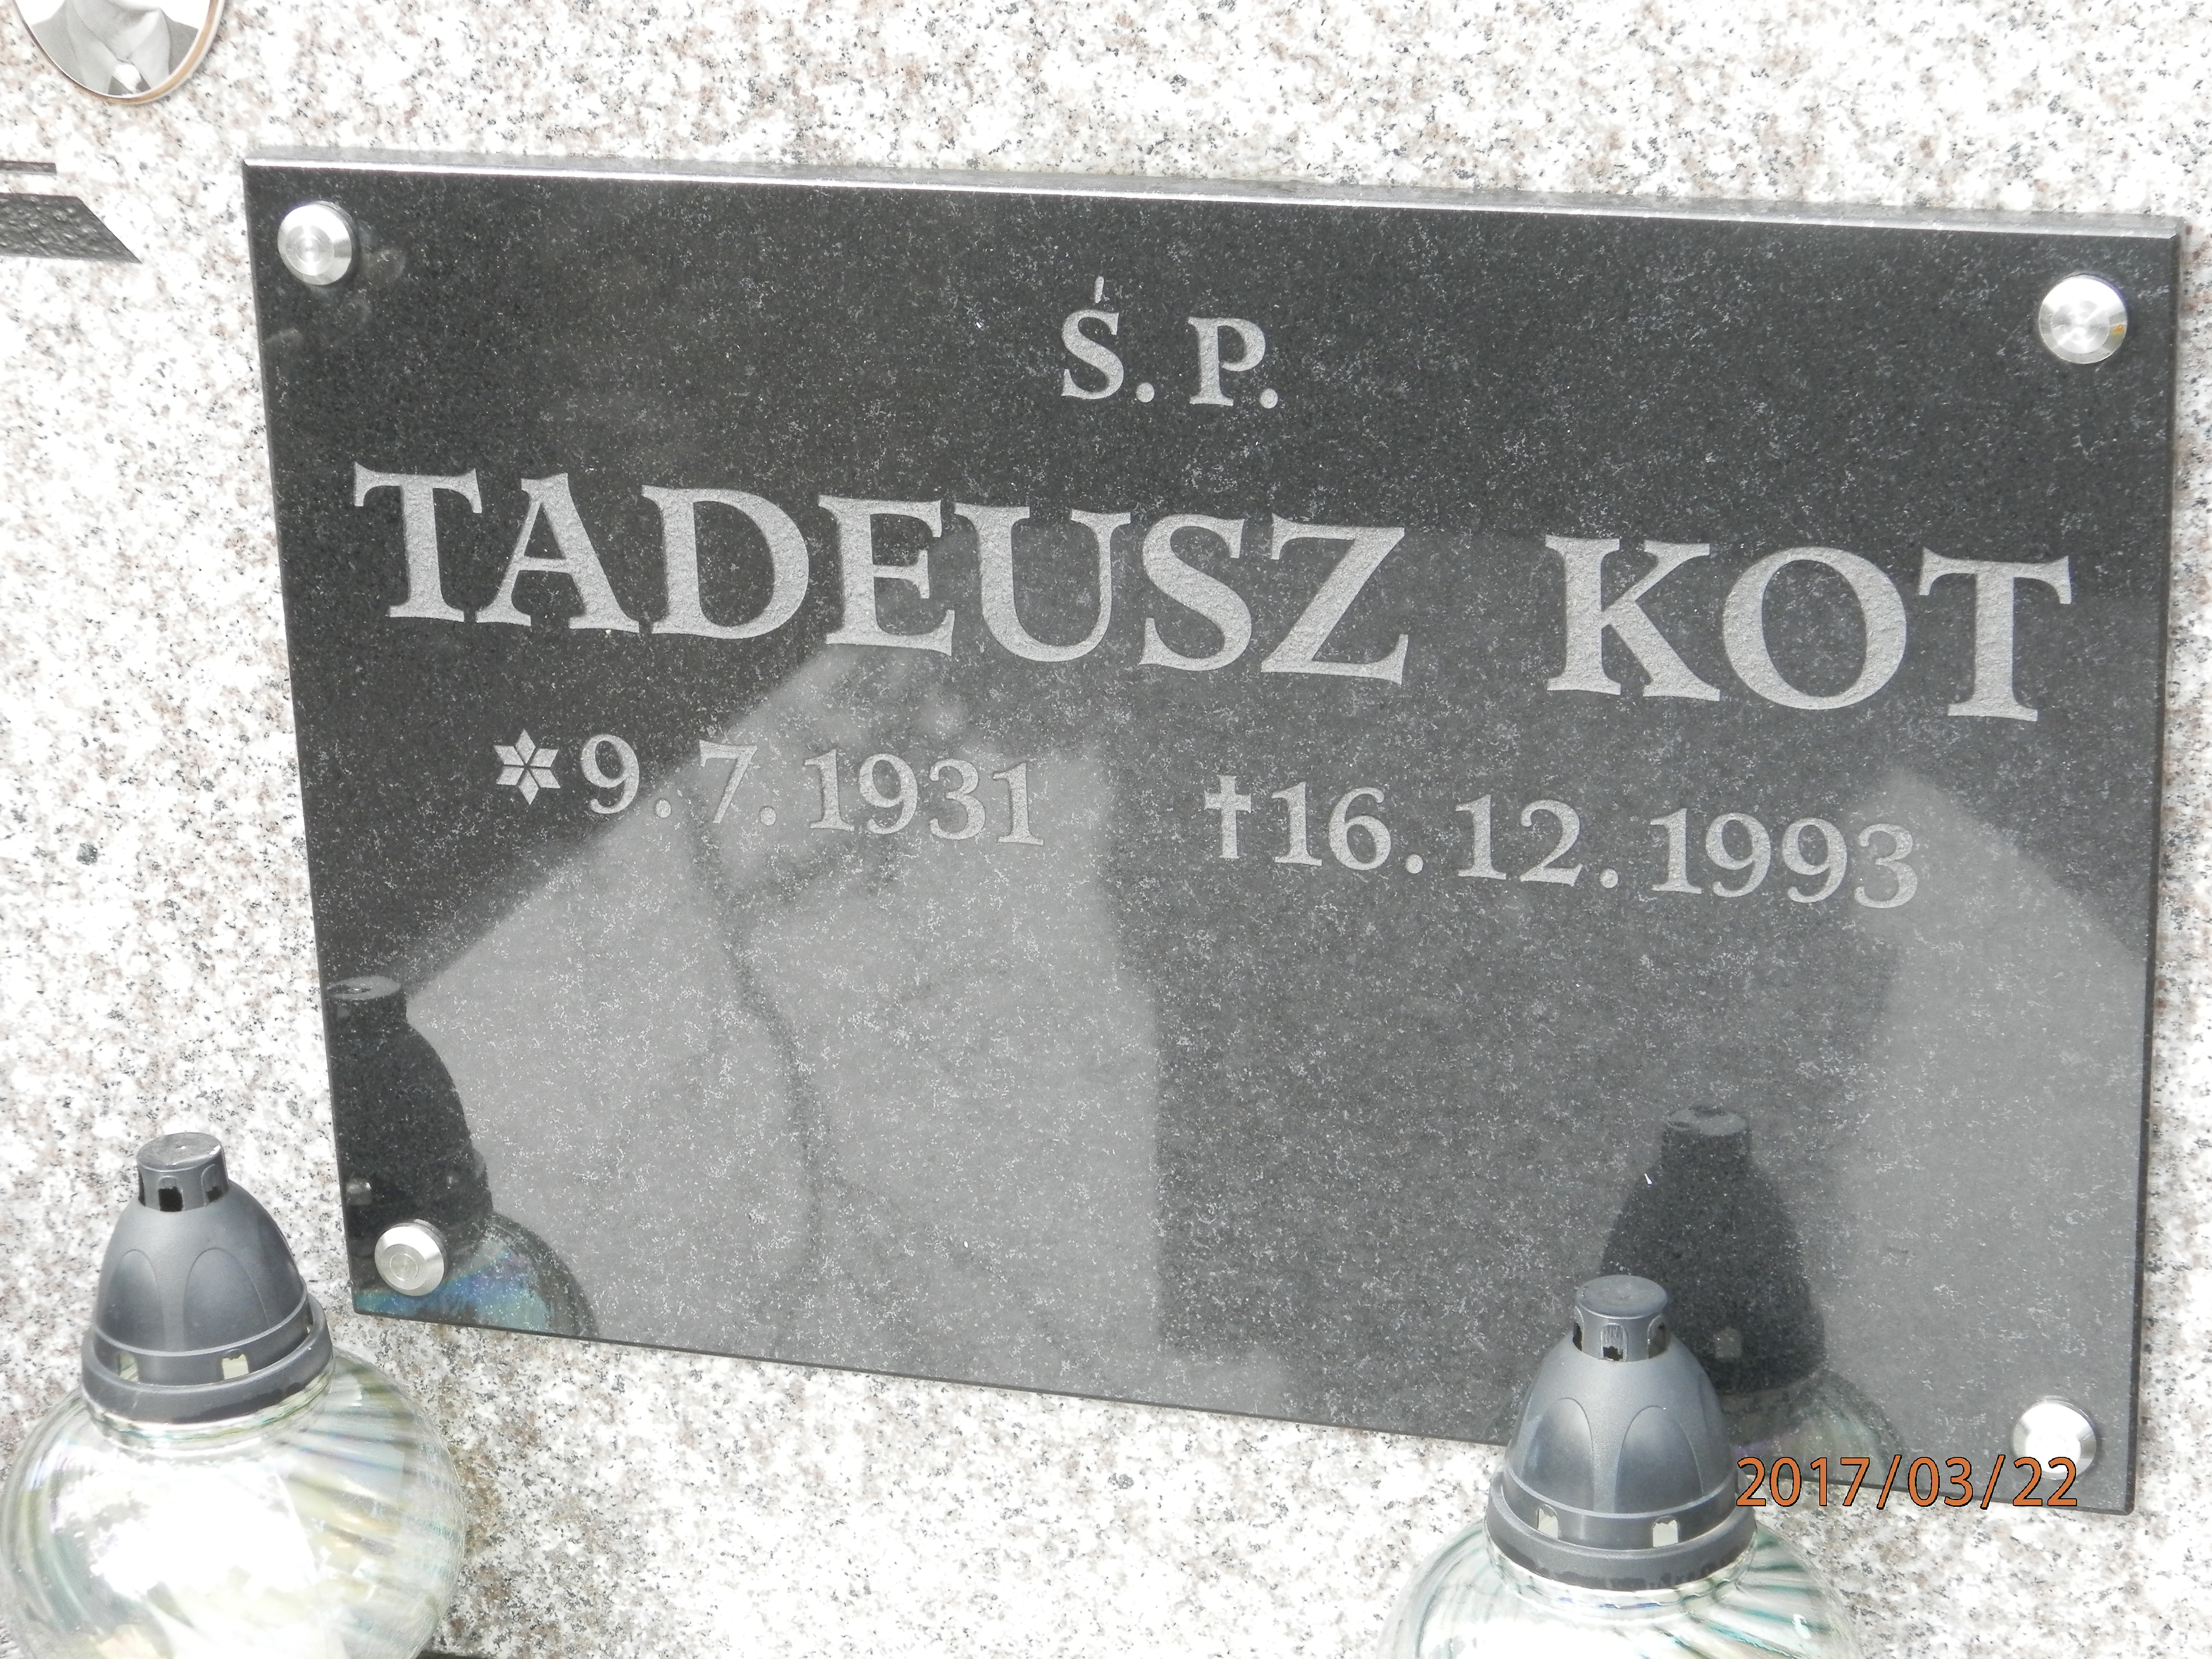 Ś. P.
TADEUSZ KOT
*9.7.1931 †16.12.1993
2017/03/22